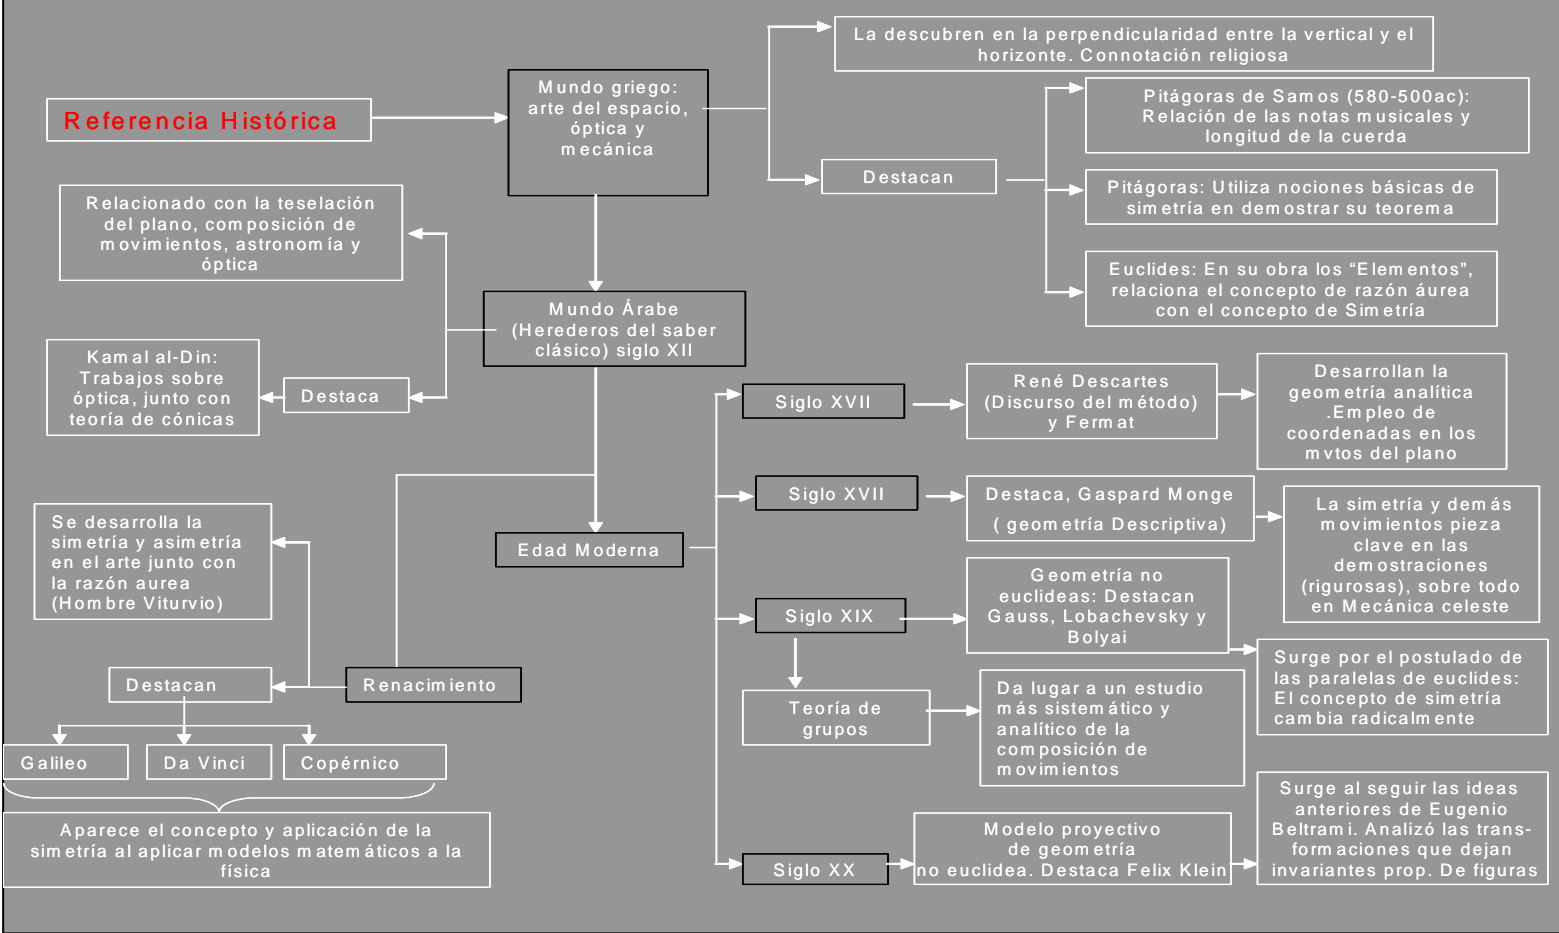 Referencia Histórica
Mundo griego:
arte del espacio,
óptica y
mecánica
La descubren en la perpendicularidad entre la vertical y el
horizonte. Connotación religiosa
Destacan
Pitágoras de Samos (580-500ac):
Relación de las notas musicales y
longitud de la cuerda
Pitágoras: Utiliza nociones básicas de
simetría en demostrar su teorema
Euclides: En su obra los “Elementos”,
relaciona el concepto de razón áurea
con el concepto de Simetría
Relacionado con la teselación
del plano, composición de
movimientos, astronomía y
óptica
Mundo Árabe
(Herederos del saber
clásico) siglo XII
Destaca
Kamal al-Din:
Trabajos sobre
óptica, junto con
teoría de cónicas
Siglo XVII
René Descartes
(Discurso del método)
y Fermat
Desarrollan la
geometría analítica
.Empleo de
coordenadas en los
mvtos del plano
Siglo XVII
Destaca, Gaspard Monge
( geometría Descriptiva)
La simetría y demás
movimientos pieza
clave en las
demostraciones
(rigurosas), sobre todo
en Mecánica celeste
Edad Moderna
Se desarrolla la
simetría y asimetría
en el arte junto con
la razón aurea
(Hombre Viturvio)
Siglo XIX
Geometría no
euclideas: Destacan
Gauss, Lobachevsky y
Bolyai
Surge por el postulado de
las paralelas de euclides:
El concepto de simetría
cambia radicalmente
Destacan
Renacimiento
Teoría de
grupos
Da lugar a un estudio
más sistemático y
analítico de la
composición de
movimientos
Galileo
Da Vinci
Copérnico
Aparece el concepto y aplicación de la
simetría al aplicar modelos matemáticos a la
física
Siglo XX
Modelo proyectivo
de geometría
no euclidea. Destaca Felix Klein
Surge al seguir las ideas
anteriores de Eugenio
Beltrami. Analizó las trans-
formaciones que dejan
invariantes prop. De figuras